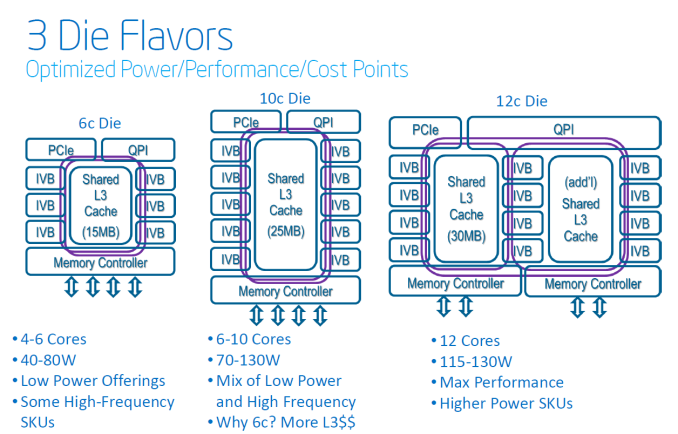 3 Die Flavors
Optimized Power/Performance/Cost Points
6c Die
PCIe QPI
IVB IVB
IVB IVB
IVB IVB
Shared
L3
Cache
(15MB)
Memory Controller
• 4-6 Cores
• 40-80W
• Low Power Offerings
• Some High-Frequency
SKUs
10c Die
PCIe QPI
IVB IVB
IVB IVB
IVB IVB
IVB IVB
IVB IVB
Shared
L3
Cache
(25MB)
Memory Controller
• 6-10 Cores
• 70-130W
• Mix of Low Power
and High Frequency
• Why 6c? More L3$$
12c Die
PCIe QPI
IVB IVB IVB
IVB IVB IVB
IVB IVB IVB
IVB IVB IVB
Shared
L3
Cache
(30MB)
(add'l)
Shared
L3
Cache
Memory Controller Memory Controller
• 12 Cores
• 115-130W
• Max Performance
• Higher Power SKUs